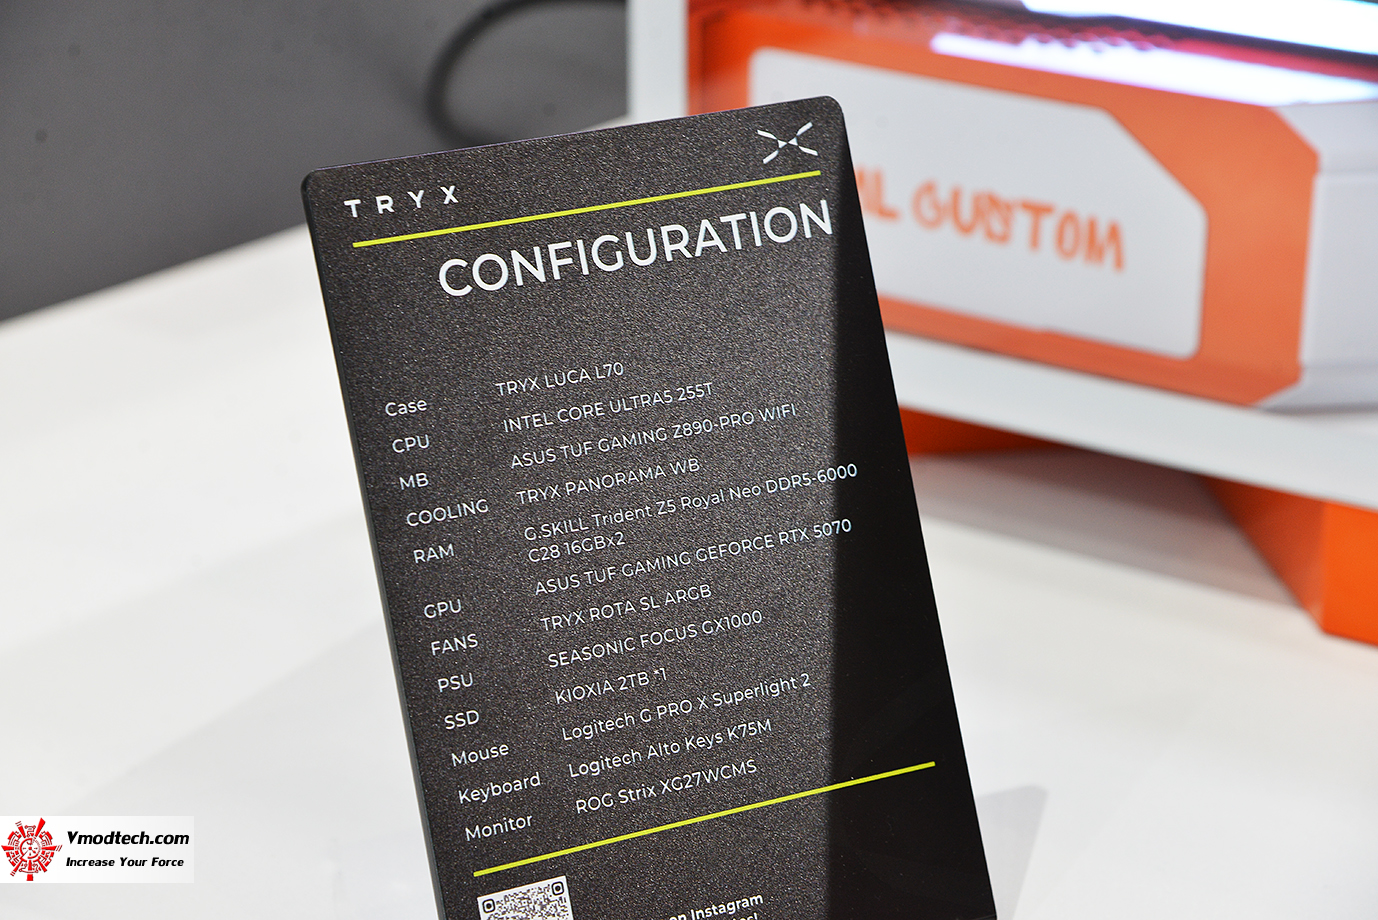 TRYX
CONFIGURATION
Case TRYX LUCA L70
CPU INTEL CORE ULTRA5 255T
MB ASUS TUF GAMING Z890-PRO WIFI
COOLING TRYX PANORAMA WB
RAM G.SKILL Trident Z5 Royal Neo DDR5-6000
C28 16GBx2
GPU ASUS TUF GAMING GEFORCE RTX 5070
FANS TRYX ROTA SL ARGB
PSU SEASONIC FOCUS GX1000
SSD KIOXIA 2TB *1
Mouse Logitech G PRO X Superlight 2
Keyboard Logitech Alto Keys K75M
Monitor ROG Strix XG27WCMS
on Instagram
CUSTOM
Vmodtech.com
Increase Your Force